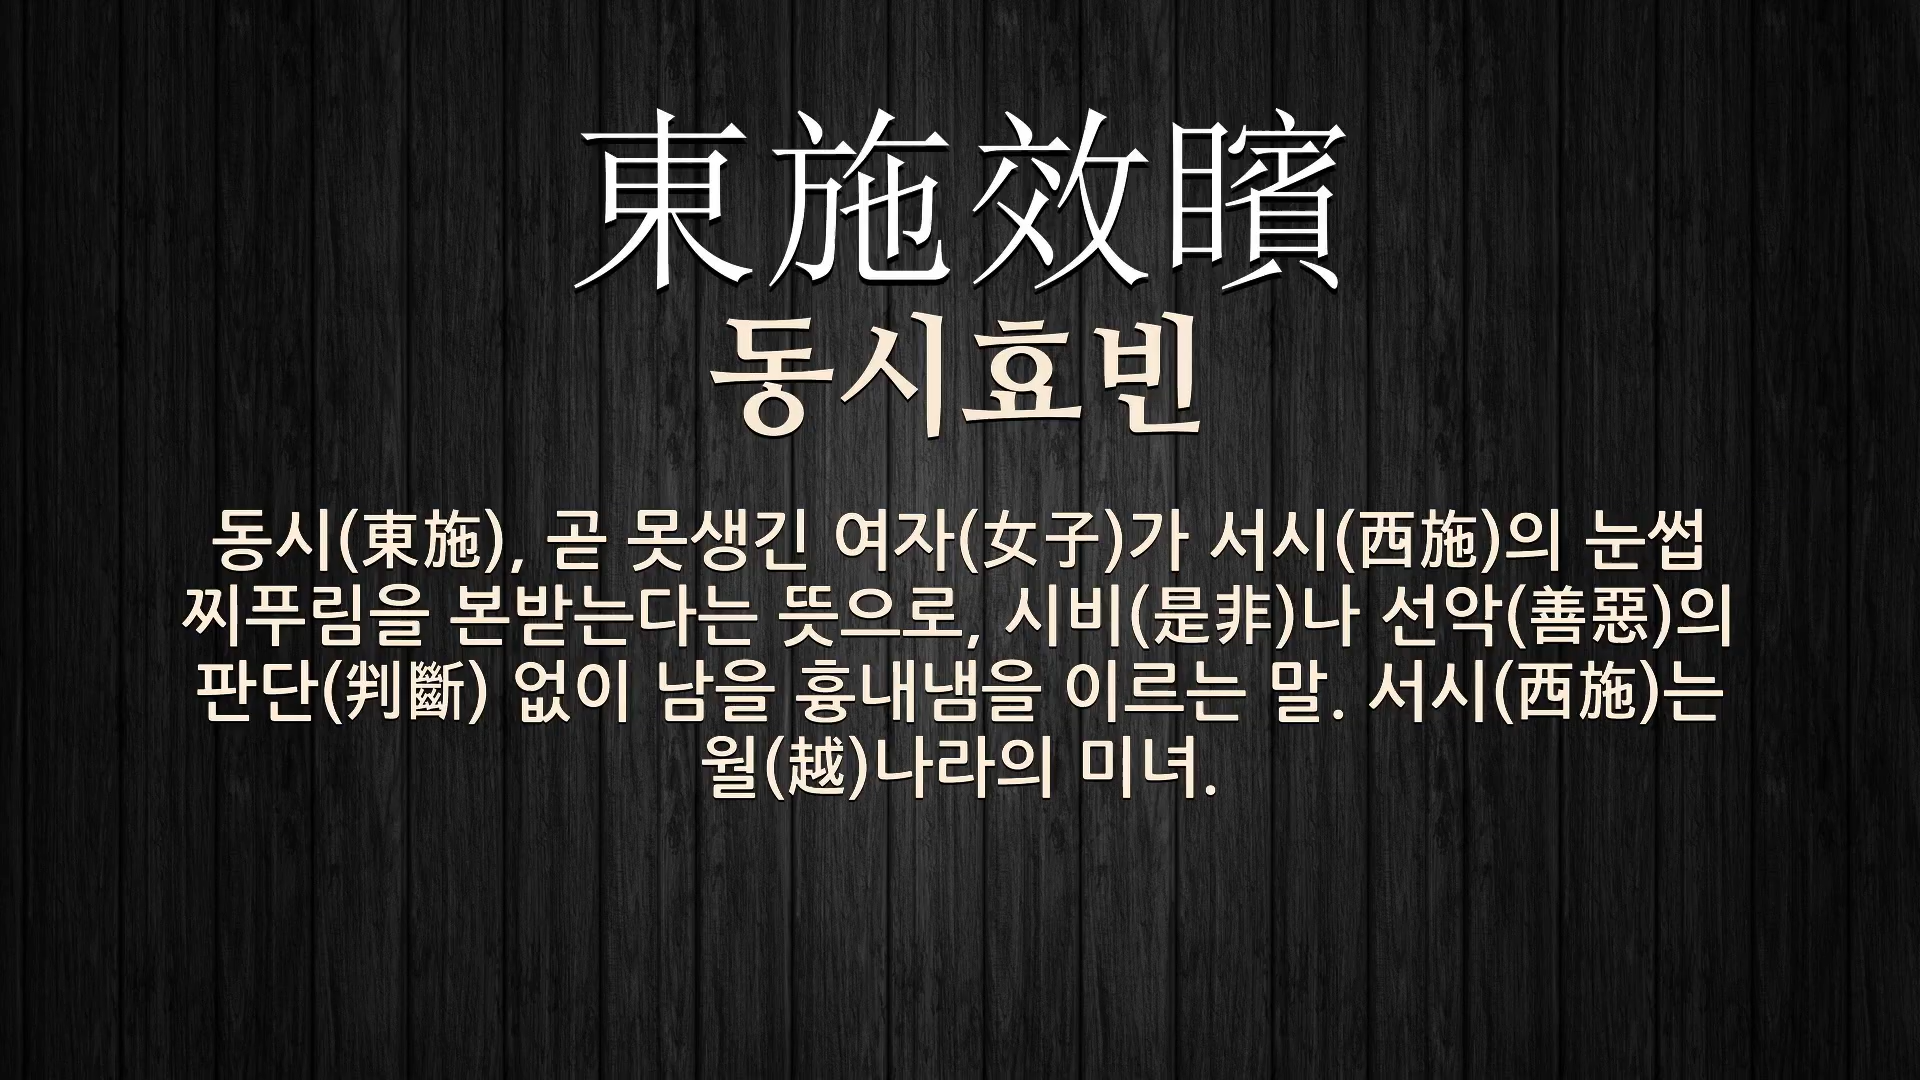 東施效矉
동시효빈
동시(東施), 곧 못생긴 여자(女子)가 서시(西施)의 눈썹
찌푸림을 본받는다는 뜻으로, 시비(是非)나 선악(善惡)의
판단(判斷) 없이 남을 흉내냄을 이르는 말. 서시(西施)는
월(越)나라의 미녀.